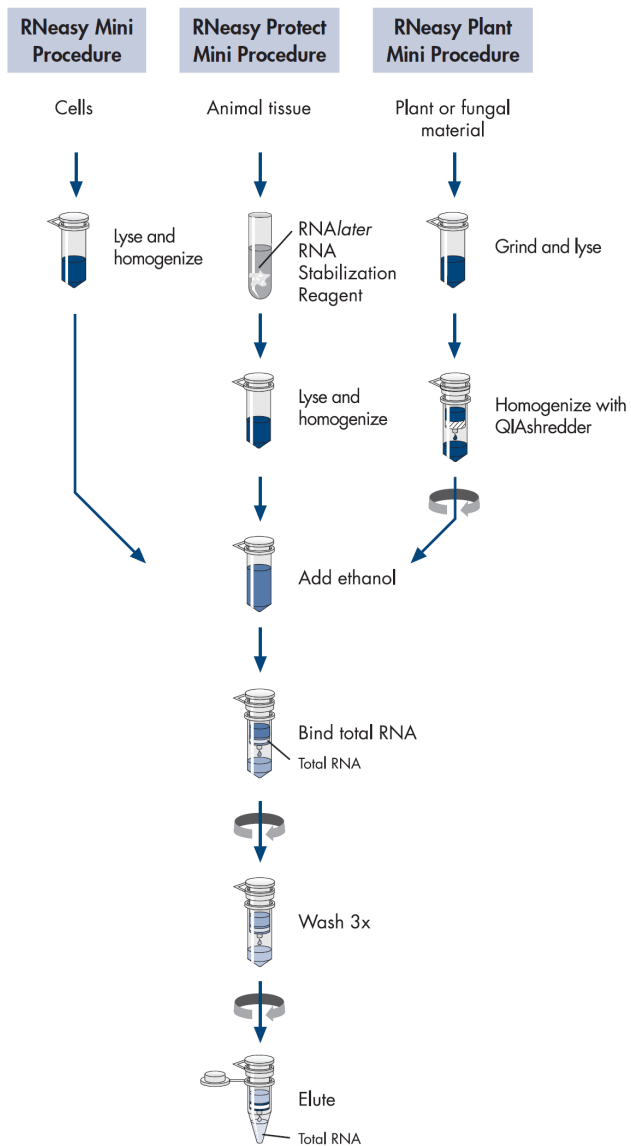 RNeasy Mini
Procedure
RNeasy Protect
Mini Procedure
RNeasy Plant
Mini Procedure
Cells
Animal tissue
Plant or fungal
material
Lyse and
homogenize
RNAlater
RNA
Stabilization
Reagent
Grind and lyse
Lyse and
homogenize
Homogenize with
QIAshredder
Add ethanol
Bind total RNA
Total RNA
Wash 3x
Elute
Total RNA